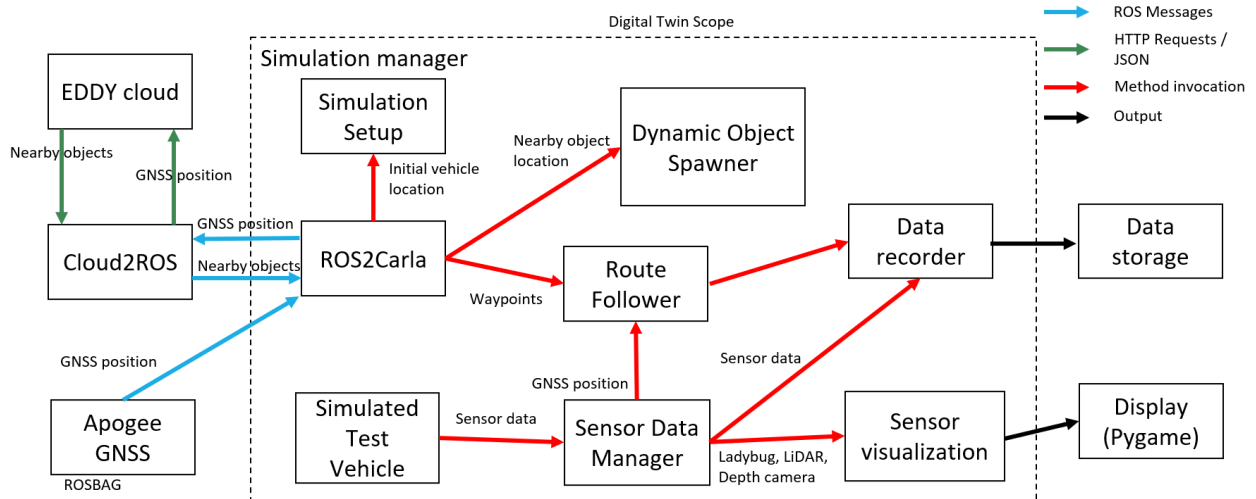 Digital Twin Scope
ROS Messages
HTTP Requests /
JSON
Method invocation
Output
Simulation manager
EDDY cloud
Simulation
Setup
Dynamic Object
Spawner
Nearby objects
GNSS position
Initial vehicle
location
Nearby object
location
Cloud2ROS
GNSS position
Nearby objects
ROS2Carla
Waypoints
Route
Follower
Data
recorder
Data
storage
GNSS position
GNSS position
Sensor data
Apogee
GNSS
ROSBAG
Simulated
Test
Vehicle
Sensor data
Sensor Data
Manager
Ladybug, LiDAR,
Depth camera
Sensor
visualization
Display
(Pygame)